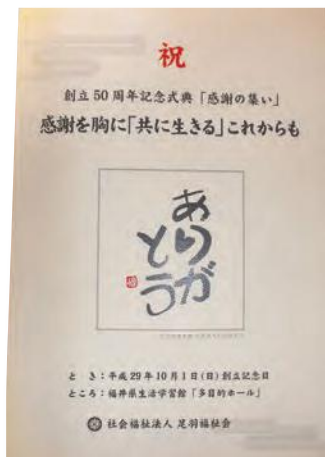 祝
創立50周年記念式典「感謝の集い」
感謝を胸に「共に生きる」これからも
ありがとう
と き:平成29年10月1日(日)創立記念日
ところ:福井県生活学習館「多目的ホール」
社会福祉法人 足羽福祉会